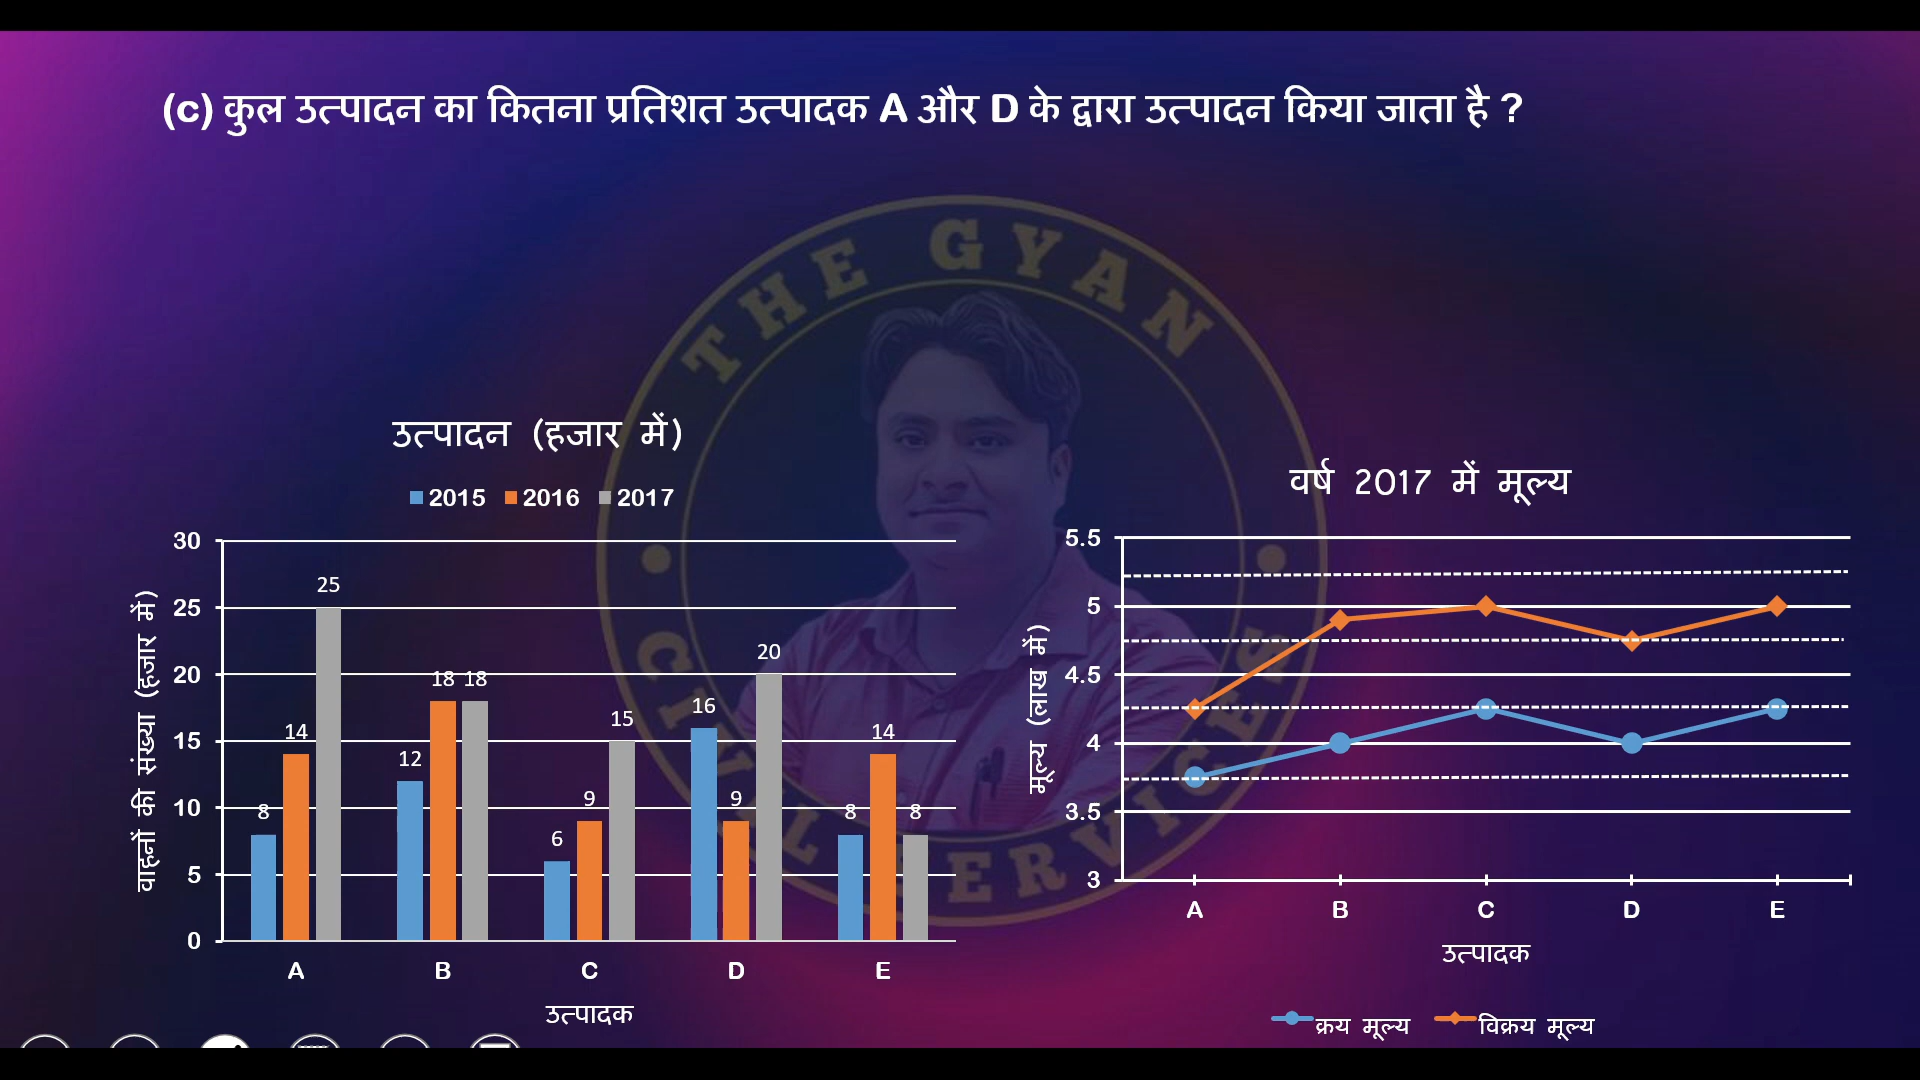 (c) कुल उत्पादन का कितना प्रतिशत उत्पादक A और D के द्वारा उत्पादन किया जाता है ?
THE GYAN
CIVIL SERVICES
उत्पादन (हजार में)
2015 2016 2017
वाहनों की संख्या (हजार में)
30
25
20
15
10
5
0
8 14 25
12 18 18
6 9 15
16 9 20
8 14 8
A B C D E
उत्पादक
वर्ष 2017 में मूल्य
मूल्य (लाख में)
5.5
5
4.5
4
3.5
3
A B C D E
उत्पादक
क्रय मूल्य विक्रय मूल्य